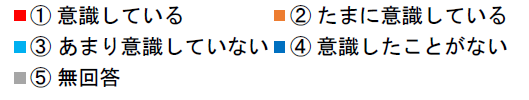 ① 意識している ② たまに意識している
③ あまり意識していない ④ 意識したことがない
⑤ 無回答